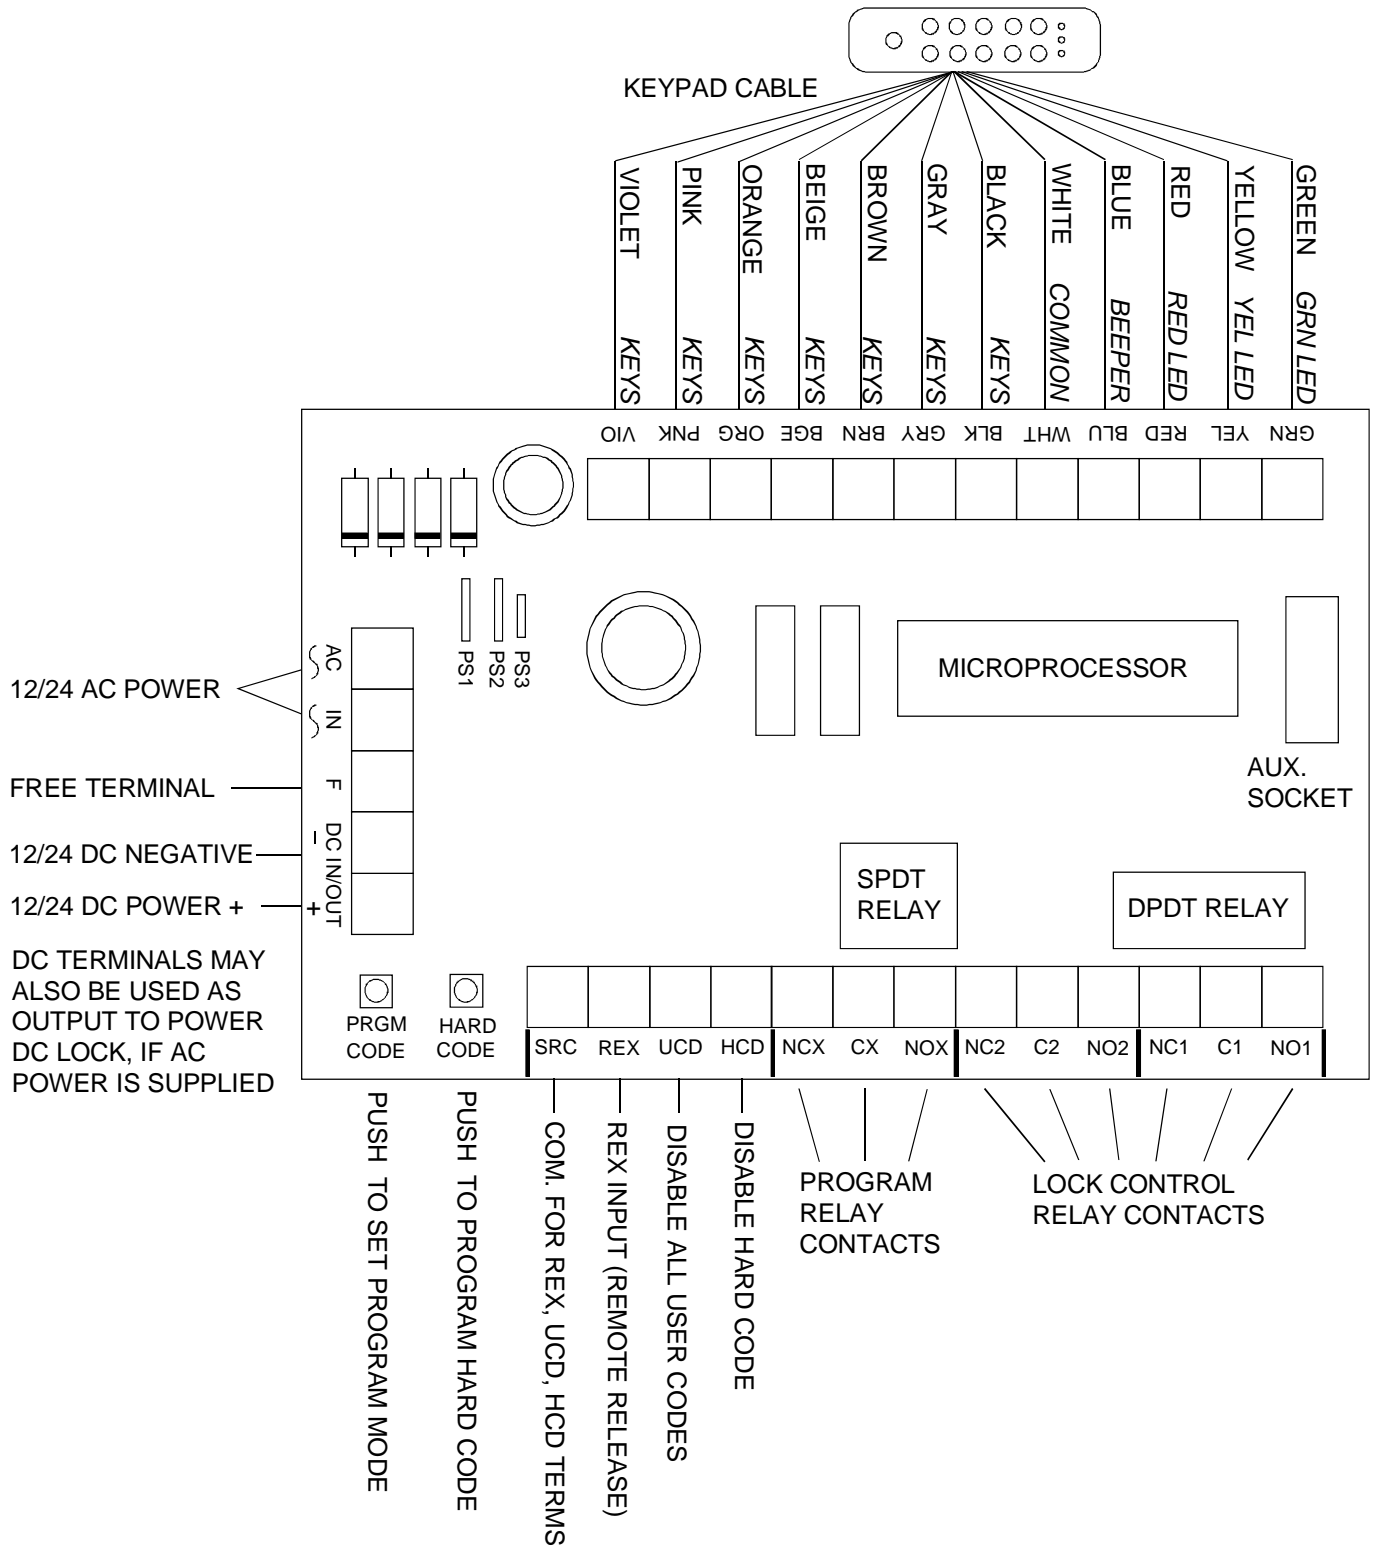 KEYPAD CABLE
VIOLET KEYS
PINK KEYS
ORANGE KEYS
BEIGE KEYS
BROWN KEYS
GRAY KEYS
BLACK KEYS
WHITE COMMON
BLUE BEEPER
RED RED LED
YELLOW YEL LED
GREEN GRN LED
VIO PNK ORG BGE BRN GRY BLK WHT BLU RED YEL GRN
PS1
PS2
PS3
MICROPROCESSOR
AUX.
SOCKET
12/24 AC POWER
AC
IN
FREE TERMINAL
F
12/24 DC NEGATIVE
12/24 DC POWER +
- DC IN/OUT +
DC TERMINALS MAY
ALSO BE USED AS
OUTPUT TO POWER
DC LOCK, IF AC
POWER IS SUPPLIED
SPDT
RELAY
DPDT RELAY
PRGM
CODE
HARD
CODE
SRC REX UCD HCD NCX CX NOX NC2 C2 NO2 NC1 C1 NO1
PUSH TO SET PROGRAM MODE
PUSH TO PROGRAM HARD CODE
COM. FOR REX, UCD, HCD TERMS
REX INPUT (REMOTE RELEASE)
DISABLE ALL USER CODES
DISABLE HARD CODE
PROGRAM
RELAY
CONTACTS
LOCK CONTROL
RELAY CONTACTS